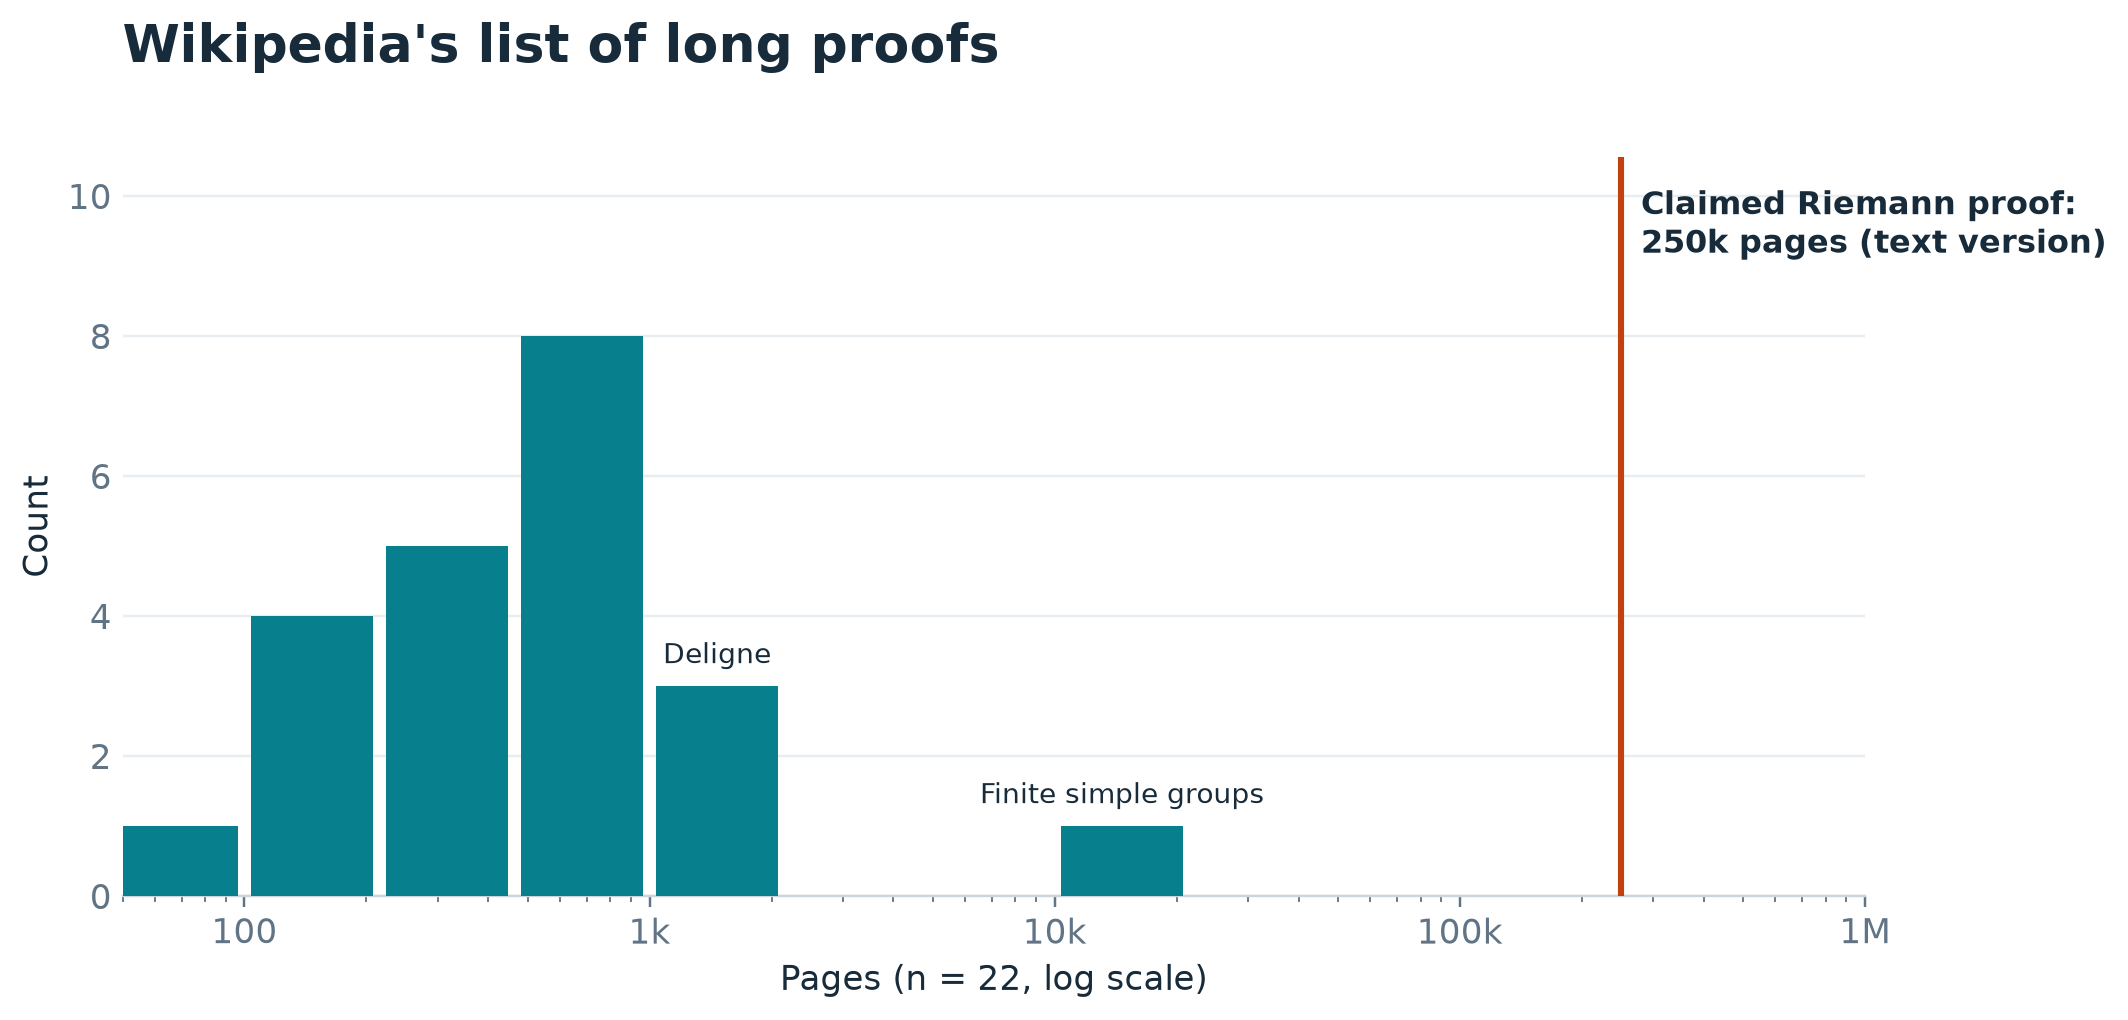 Wikipedia's list of long proofs
10
Claimed Riemann proof:
250k pages (text version)
8
6
Count
4
Deligne
2
Finite simple groups
0
100
1k
10k
100k
1M
Pages (n = 22, log scale)